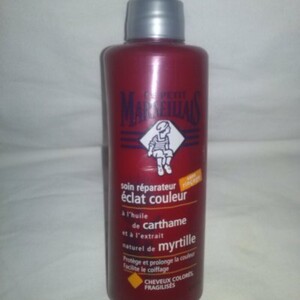 LE PETIT
MARSEILLAIS
soin réparateur
éclat couleur
à l'huile
de carthame
et à l'extrait
naturel de myrtille
Protège et prolonge la couleur
Facilite le coiffage
CHEVEUX COLORÉS,
FRAGILISÉS